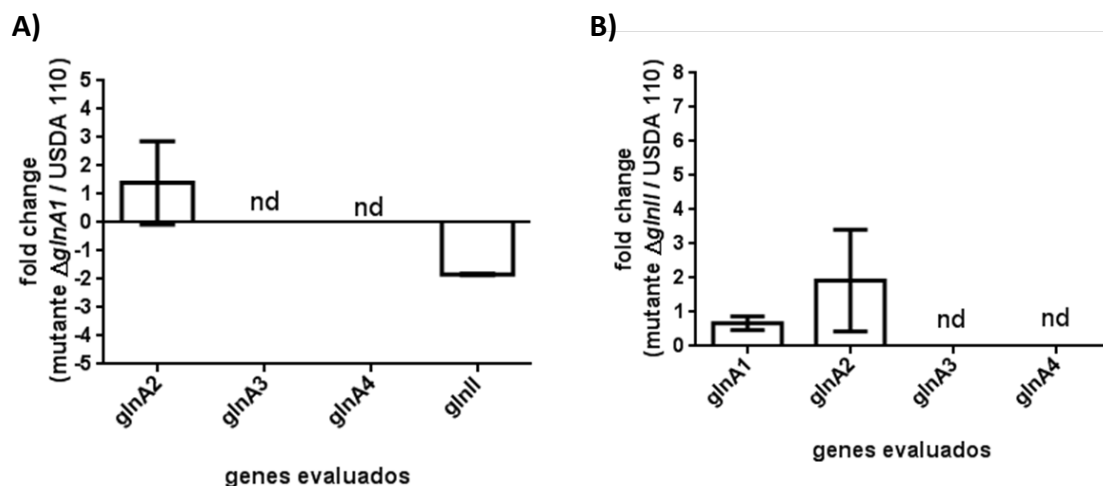 A)
fold change
(mutante ΔglnA1 / USDA 110)
5
4
3
2
1
0
-1
-2
-3
-4
-5
nd
nd
glnA2
glnA3
glnA4
glnII
genes evaluados
B)
fold change
(mutante ΔglnII / USDA 110)
8
7
6
5
4
3
2
1
0
nd
nd
glnA1
glnA2
glnA3
glnA4
genes evaluados